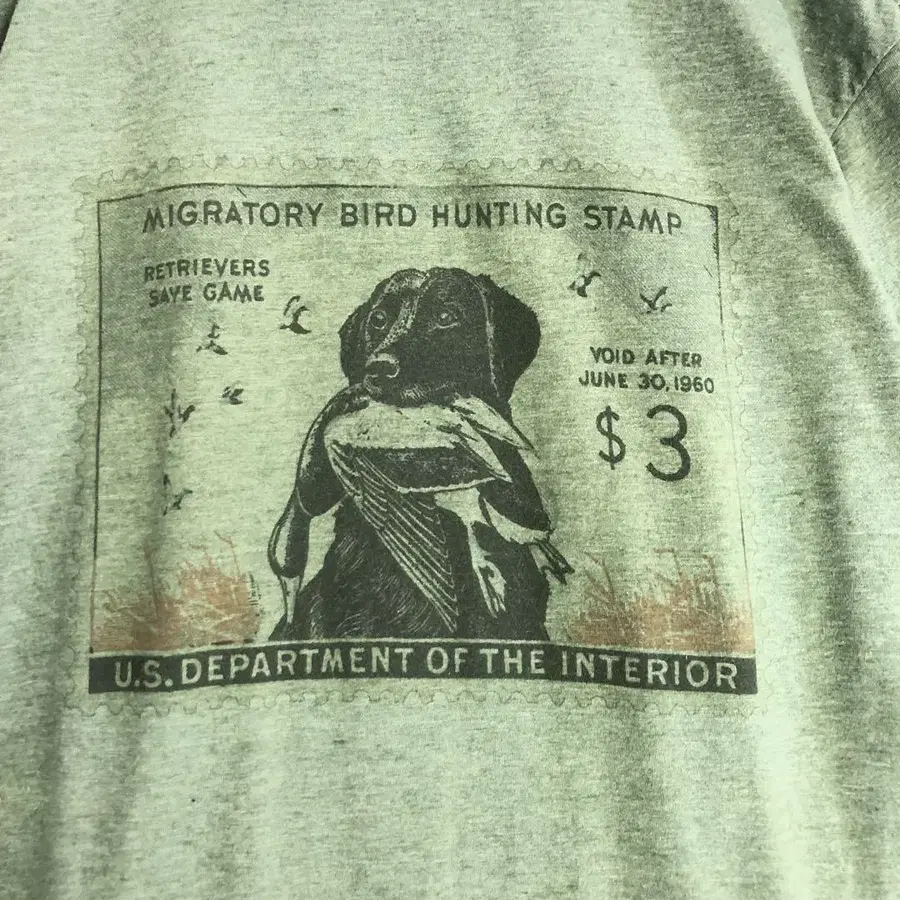 MIGRATORY BIRD HUNTING STAMP
RETRIEVERS
SAVE GAME
VOID AFTER
JUNE 30, 1960
$3
U.S. DEPARTMENT OF THE INTERIOR